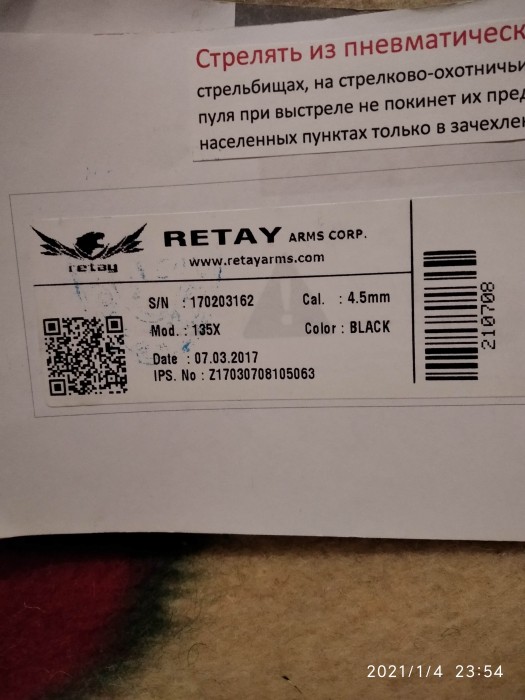 Стрелять из пневматическ
стрельбищах, на стрелково-охотничьи
пуля при выстреле не покинет их пред
населенных пунктах только в зачехлен
retay
RETAY ARMS CORP.
www.retayarms.com
S/N : 170203162 Cal. : 4.5mm
Mod. : 135X Color : BLACK
Date : 07.03.2017
IPS. No : Z17030708105063
210708
2021/1/4 23:54